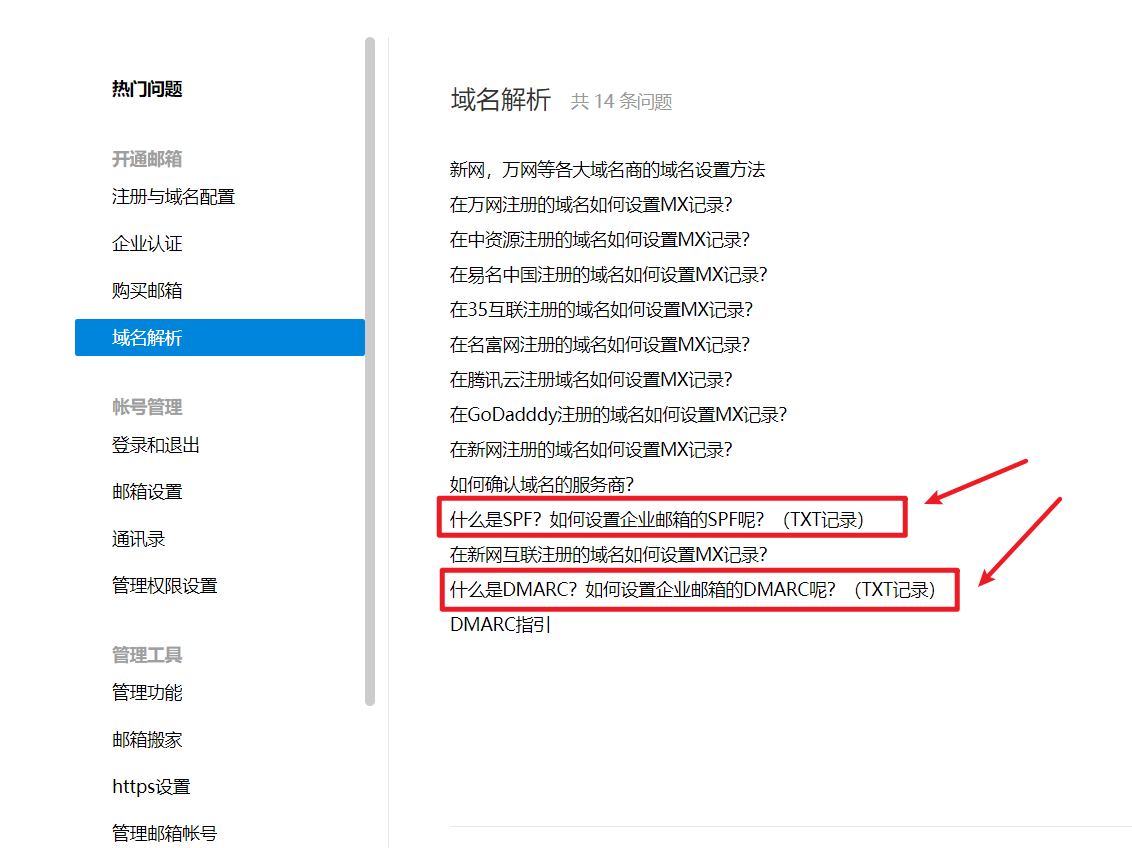 热门问题
开通邮箱
注册与域名配置
企业认证
购买邮箱
域名解析
帐号管理
登录和退出
邮箱设置
通讯录
管理权限设置
管理工具
管理功能
邮箱搬家
https设置
管理邮箱帐号
域名解析 共 14 条问题
新网，万网等各大域名商的域名设置方法
在万网注册的域名如何设置MX记录？
在中资源注册的域名如何设置MX记录？
在易名中国注册的域名如何设置MX记录？
在35互联注册的域名如何设置MX记录？
在名富网注册的域名如何设置MX记录？
在腾讯云注册域名如何设置MX记录？
在GoDadddy注册的域名如何设置MX记录？
在新网注册的域名如何设置MX记录？
如何确认域名的服务商？
什么是SPF？如何设置企业邮箱的SPF呢？（TXT记录）
在新网互联注册的域名如何设置MX记录？
什么是DMARC？如何设置企业邮箱的DMARC呢？（TXT记录）
DMARC指引